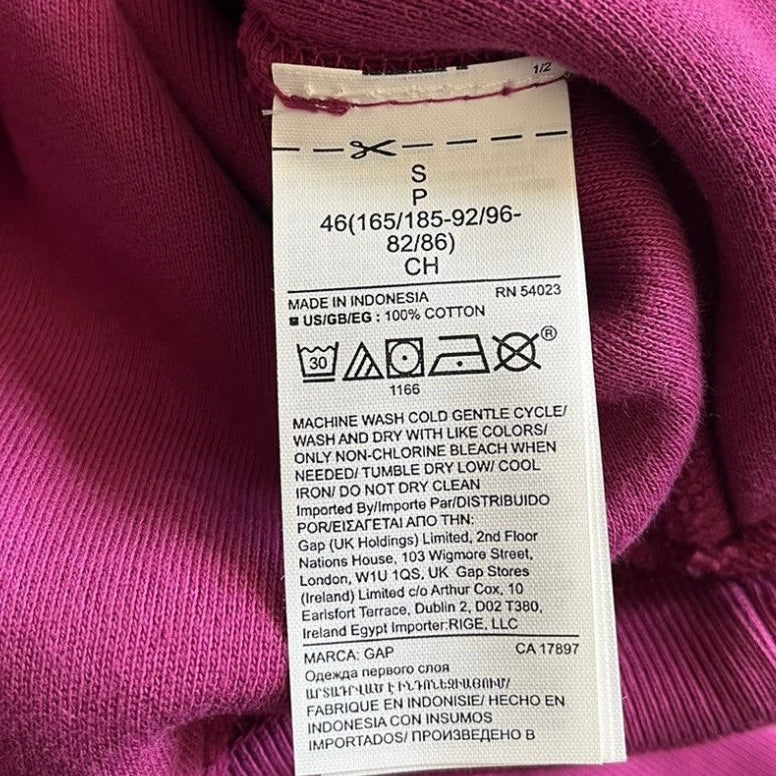 1/2
S
P
46(165/185-92/96-
82/86)
CH
MADE IN INDONESIA RN 54023
US/GB/EG : 100% COTTON
30 ®
1166
MACHINE WASH COLD GENTLE CYCLE/
WASH AND DRY WITH LIKE COLORS/
ONLY NON-CHLORINE BLEACH WHEN
NEEDED/ TUMBLE DRY LOW/ COOL
IRON/ DO NOT DRY CLEAN
Imported By/Importe Par/DISTRIBUIDO
POR/ΕΙΣΑΓΕΤΑΙ ΑΠΟ ΤΗΝ:
Gap (UK Holdings) Limited, 2nd Floor
Nations House, 103 Wigmore Street,
London, W1U 1QS, UK Gap Stores
(Ireland) Limited c/o Arthur Cox, 10
Earlsfort Terrace, Dublin 2, D02 T380,
Ireland Egypt Importer:RIGE, LLC
MARCA: GAP CA 17897
Одежда первого слоя
ԱՐՏԱԴՐՎԱԾ Է ԻՆԴՈՆԵԶԻԱՅՈՒՄ/
FABRIQUE EN INDONISIE/ HECHO EN
INDONESIA CON INSUMOS
IMPORTADOS/ ПРОИЗВЕДЕНО В